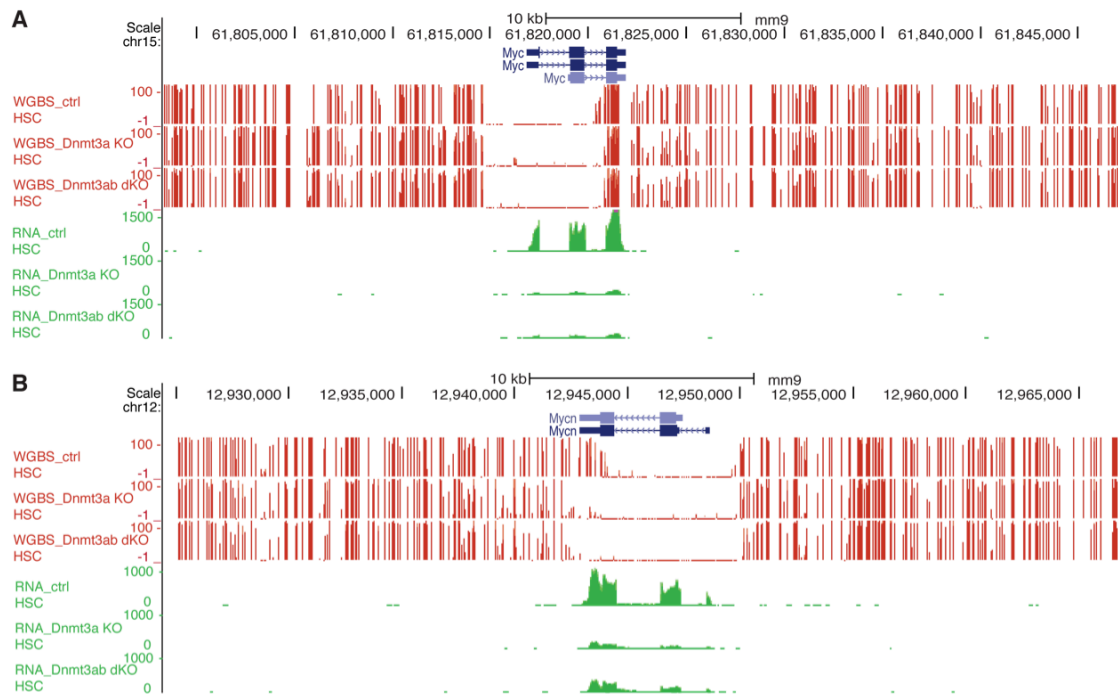 A
Scale 10 kb mm9
chr15: 61,805,000 61,810,000 61,815,000 61,820,000 61,825,000 61,830,000 61,835,000 61,840,000 61,845,000
Myc
Myc
Myc
100
WGBS_ctrl
HSC -1
100
WGBS_Dnmt3a KO
HSC -1
100
WGBS_Dnmt3ab dKO
HSC -1
1500
RNA_ctrl
HSC 0
1500
RNA_Dnmt3a KO
HSC 0
1500
RNA_Dnmt3ab dKO
HSC 0
B
Scale 10 kb mm9
chr12: 12,930,000 12,935,000 12,940,000 12,945,000 12,950,000 12,955,000 12,960,000 12,965,000
Mycn
Mycn
100
WGBS_ctrl
HSC -1
100
WGBS_Dnmt3a KO
HSC -1
100
WGBS_Dnmt3ab dKO
HSC -1
1000
RNA_ctrl
HSC 0
1000
RNA_Dnmt3a KO
HSC 0
1000
RNA_Dnmt3ab dKO
HSC 0